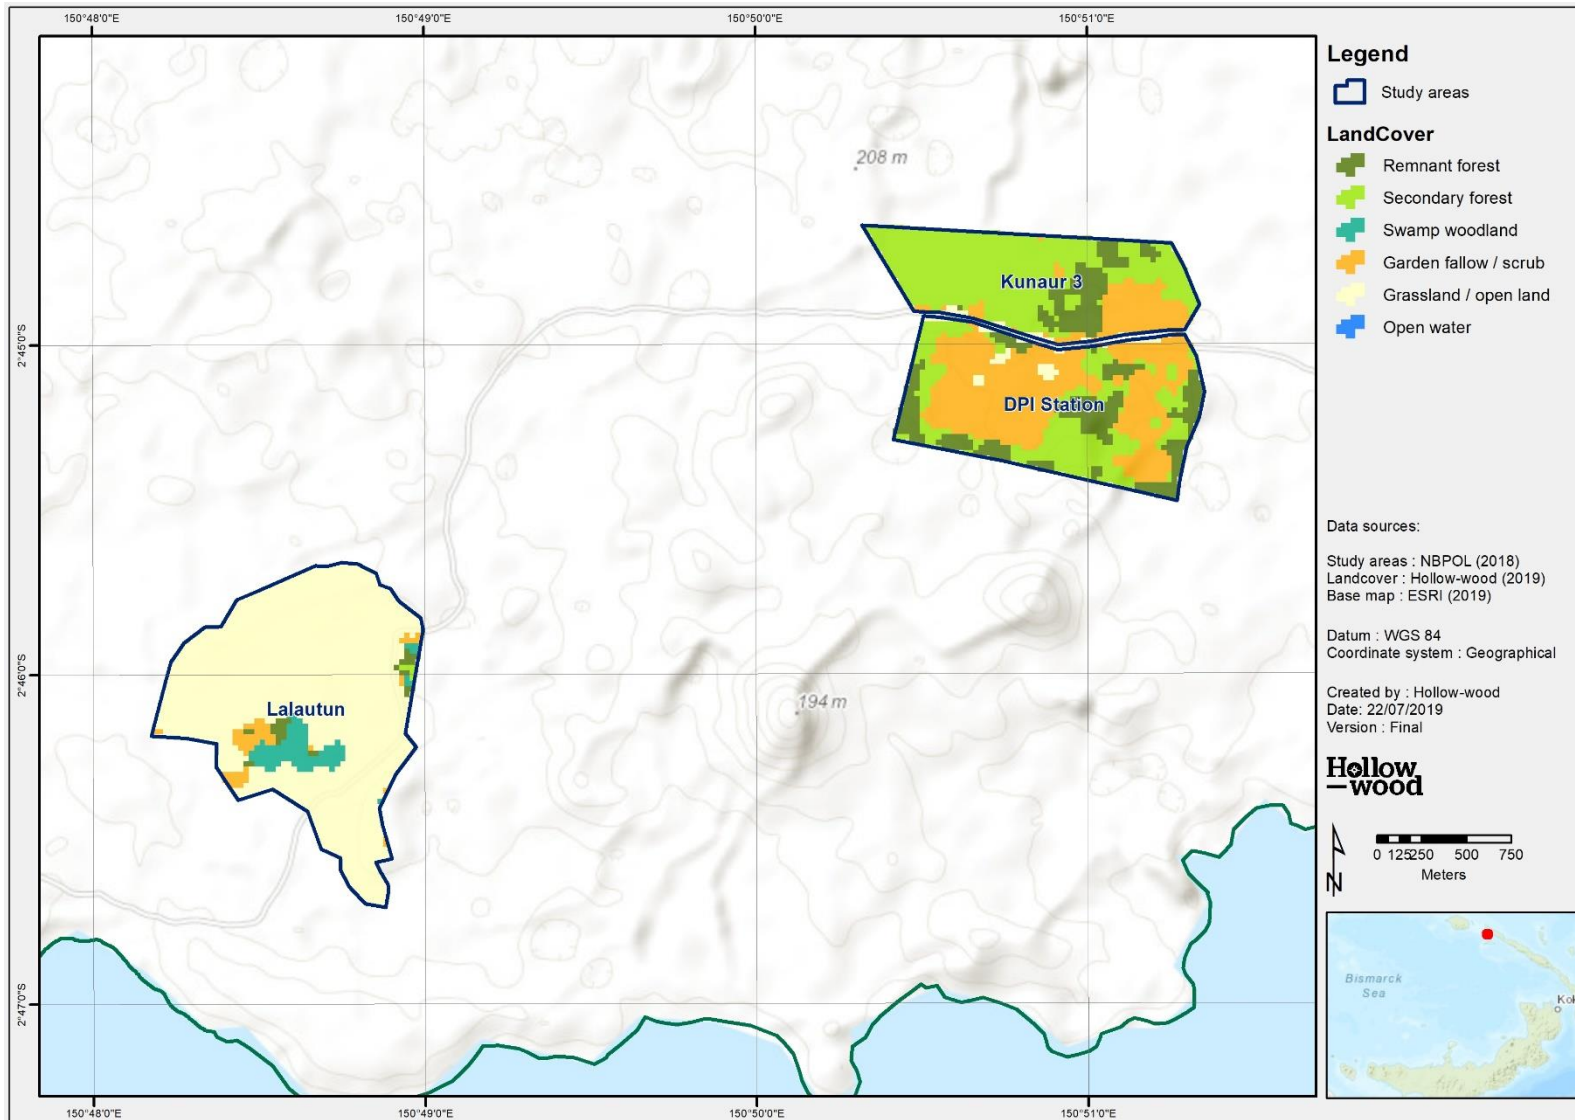 150°48'0"E
150°49'0"E
150°50'0"E
150°51'0"E
2°45'0"S
2°46'0"S
2°47'0"S
208 m
Kunaur 3
DPI Station
Lalautun
194 m
150°48'0"E
150°49'0"E
150°50'0"E
150°51'0"E
Legend
Study areas
LandCover
Remnant forest
Secondary forest
Swamp woodland
Garden fallow / scrub
Grassland / open land
Open water
Data sources:
Study areas : NBPOL (2018)
Landcover : Hollow-wood (2019)
Base map : ESRI (2019)
Datum : WGS 84
Coordinate system : Geographical
Created by : Hollow-wood
Date: 22/07/2019
Version : Final
Hollow
—wood
0 125250 500 750
Meters
N
Bismarck
Sea
Kok